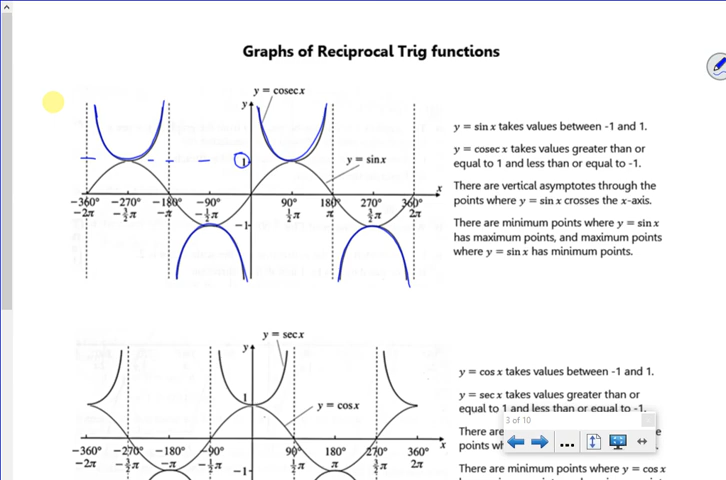 Graphs of Reciprocal Trig functions
y = cosec x
y
1
y = sin x
x
-360° -270° -180° -90° 90° 180° 270° 360°
-2π -3/2π -π -1/2π 1/2π π 3/2π 2π
-1
y = sin x takes values between -1 and 1.
y = cosec x takes values greater than or
equal to 1 and less than or equal to -1.
There are vertical asymptotes through the
points where y = sin x crosses the x-axis.
There are minimum points where y = sin x
has maximum points, and maximum points
where y = sin x has minimum points.
y = sec x
y
1
y = cos x
x
-360° -270° -180° -90° 90° 180° 270° 360°
-2π -3/2π -π -1/2π 1/2π π 3/2π 2π
-1
y = cos x takes values between -1 and 1.
y = sec x takes values greater than or
equal to 1 and less than or equal to -1.
There are
points
There are minimum points where y = cos x
3 of 10